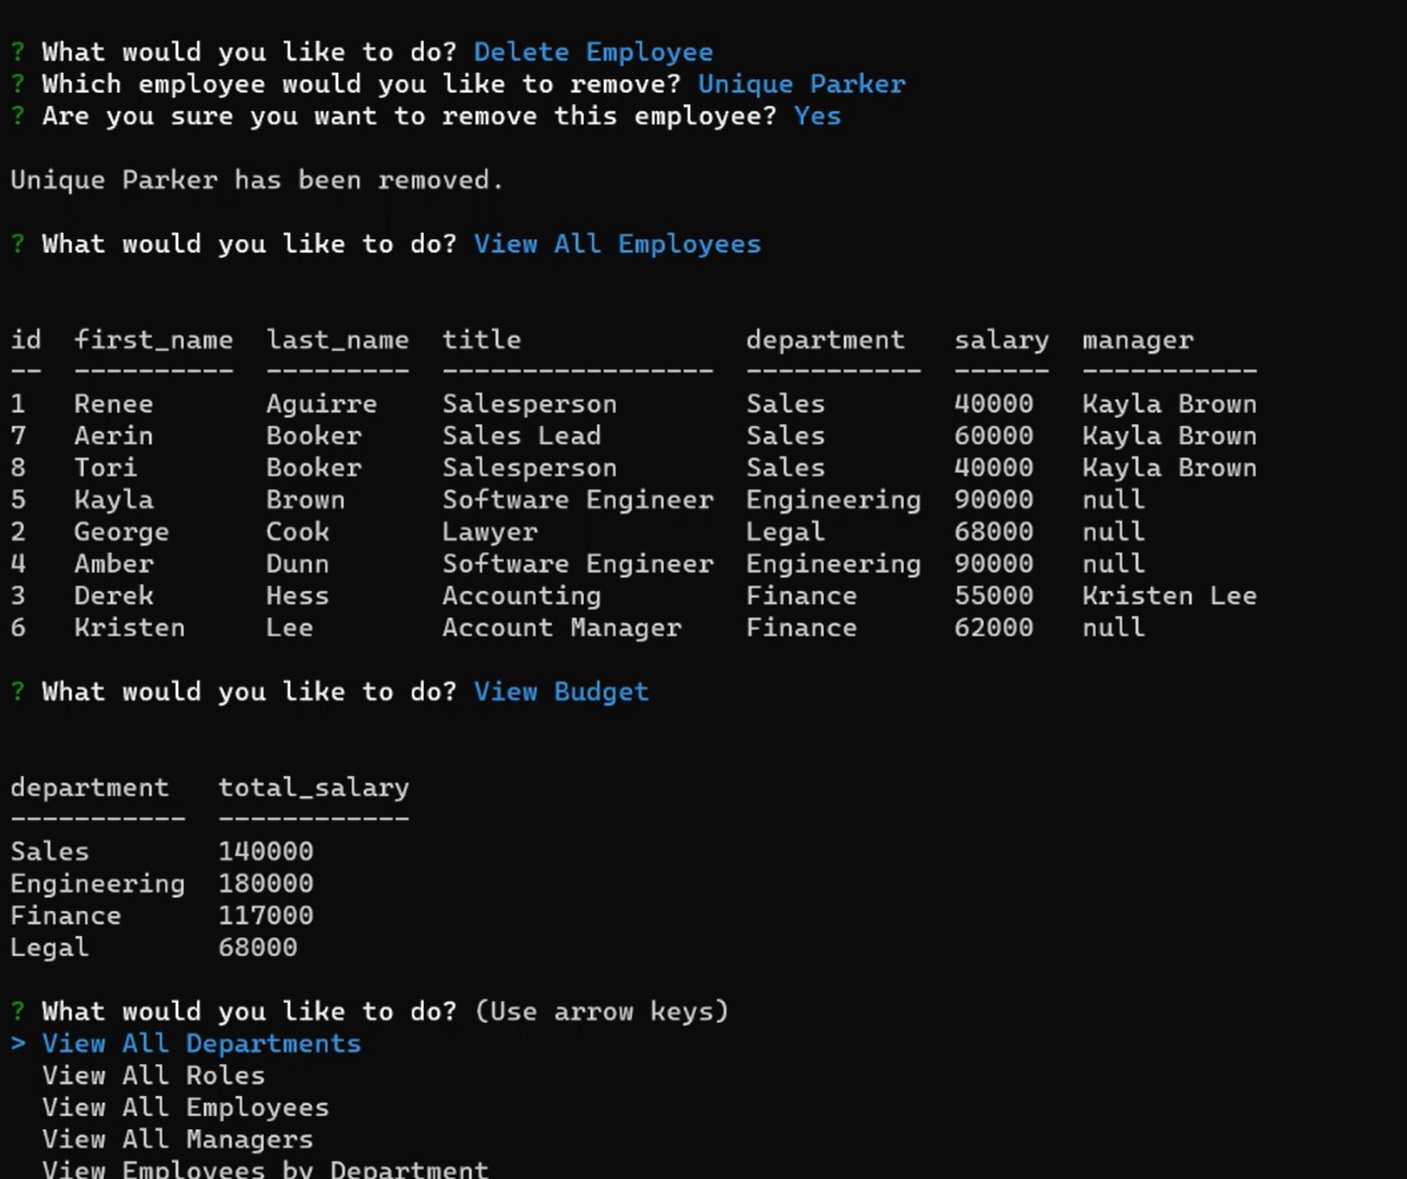 ? What would you like to do? Delete Employee
? Which employee would you like to remove? Unique Parker
? Are you sure you want to remove this employee? Yes
Unique Parker has been removed.
? What would you like to do? View All Employees
id  first_name  last_name  title              department   salary  manager
--  ----------  ---------  -----------------  -----------  ------  -----------
1   Renee       Aguirre    Salesperson        Sales        40000   Kayla Brown
7   Aerin       Booker     Sales Lead         Sales        60000   Kayla Brown
8   Tori        Booker     Salesperson        Sales        40000   Kayla Brown
5   Kayla       Brown      Software Engineer  Engineering  90000   null
2   George      Cook       Lawyer             Legal        68000   null
4   Amber       Dunn       Software Engineer  Engineering  90000   null
3   Derek       Hess       Accounting         Finance      55000   Kristen Lee
6   Kristen     Lee        Account Manager    Finance      62000   null
? What would you like to do? View Budget
department   total_salary
-----------  ------------
Sales        140000
Engineering  180000
Finance      117000
Legal        68000
? What would you like to do? (Use arrow keys)
> View All Departments
  View All Roles
  View All Employees
  View All Managers
  View Employees by Department